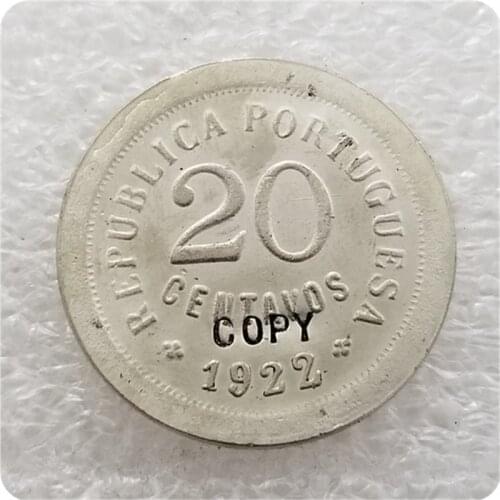 REPUBLICA PORTUGUESA
20
CENTAVOS
COPY
1922